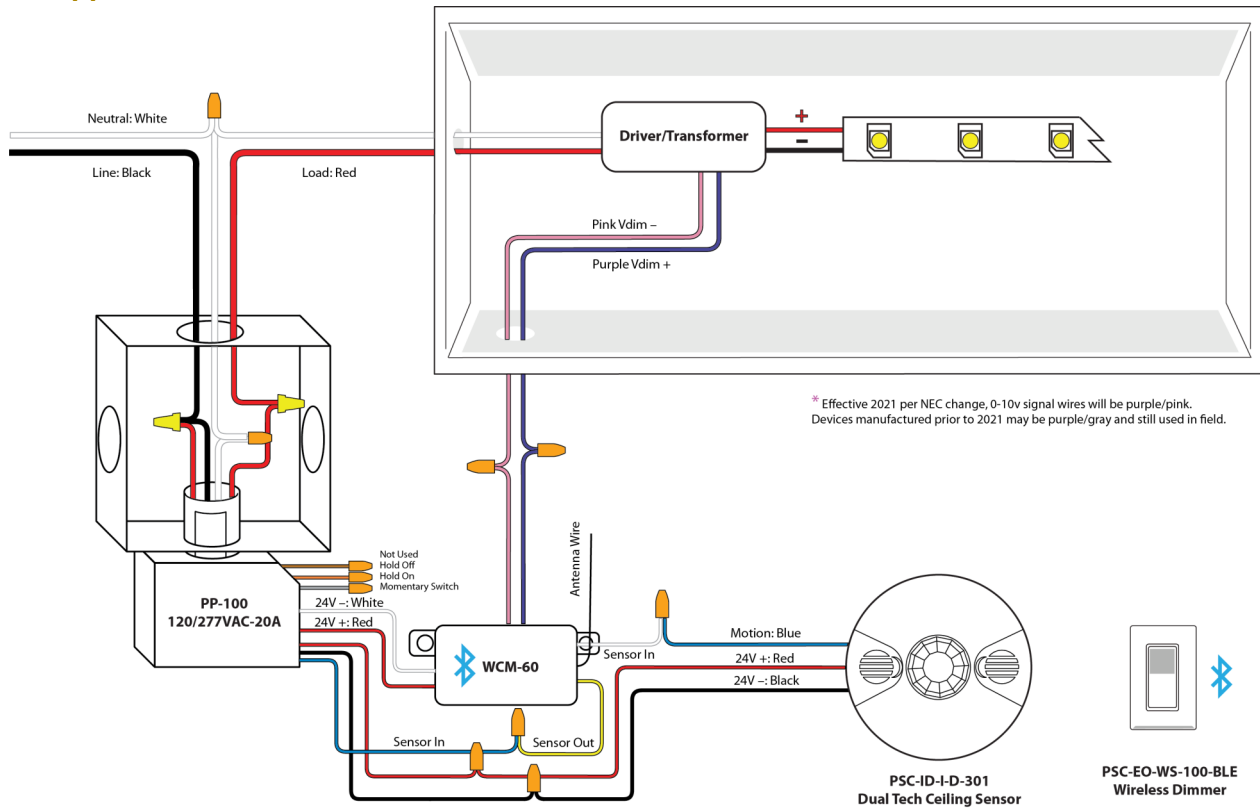 Neutral: White
Line: Black
Load: Red
Driver/Transformer
+
−
Pink Vdim –
Purple Vdim +
* Effective 2021 per NEC change, 0-10v signal wires will be purple/pink.
Devices manufactured prior to 2021 may be purple/gray and still used in field.
Antenna Wire
Not Used
Hold Off
Hold On
Momentary Switch
PP-100
120/277VAC-20A
24V –: White
24V +: Red
WCM-60
Sensor In
Motion: Blue
24V +: Red
24V –: Black
Sensor In
Sensor Out
PSC-ID-I-D-301
Dual Tech Ceiling Sensor
PSC-EO-WS-100-BLE
Wireless Dimmer